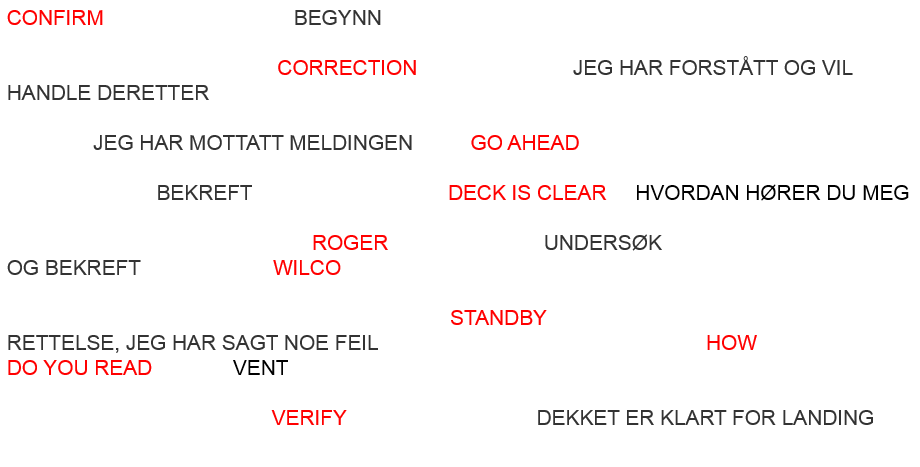 CONFIRM BEGYNN
CORRECTION JEG HAR FORSTÅTT OG VIL
HANDLE DERETTER
JEG HAR MOTTATT MELDINGEN GO AHEAD
BEKREFT DECK IS CLEAR HVORDAN HØRER DU MEG
ROGER UNDERSØK
OG BEKREFT WILCO
STANDBY
RETTELSE, JEG HAR SAGT NOE FEIL HOW
DO YOU READ VENT
VERIFY DEKKET ER KLART FOR LANDING